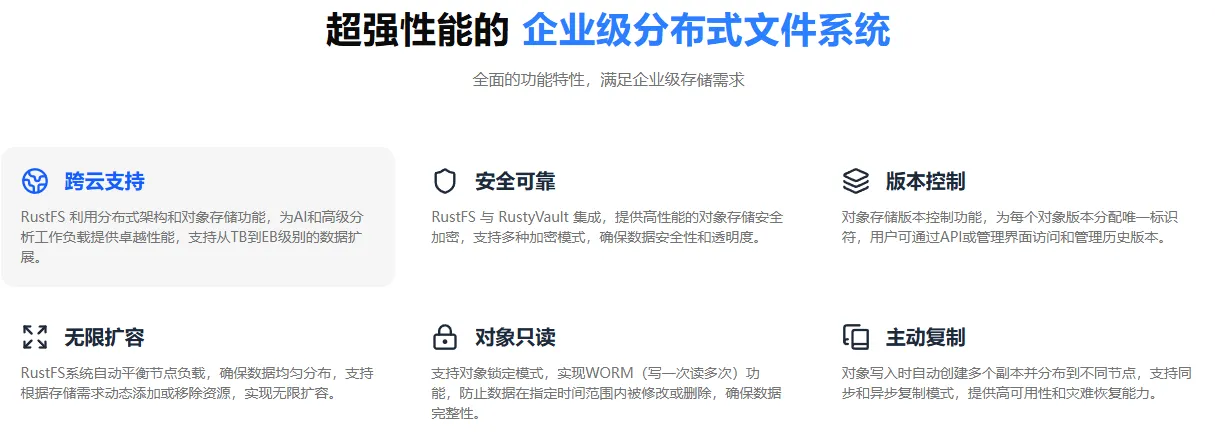 超强性能的 企业级分布式文件系统
全面的功能特性，满足企业级存储需求
跨云支持
RustFS 利用分布式架构和对象存储功能，为AI和高级分
析工作负载提供卓越性能，支持从TB到EB级别的数据扩
展。
安全可靠
RustFS 与 RustyVault 集成，提供高性能的对象存储安全
加密，支持多种加密模式，确保数据安全性和透明度。
版本控制
对象存储版本控制功能，为每个对象版本分配唯一标识
符，用户可通过API或管理界面访问和管理历史版本。
无限扩容
RustFS系统自动平衡节点负载，确保数据均匀分布，支持
根据存储需求动态添加或移除资源，实现无限扩容。
对象只读
支持对象锁定模式，实现WORM（写一次读多次）功
能，防止数据在指定时间范围内被修改或删除，确保数据
完整性。
主动复制
对象写入时自动创建多个副本并分布到不同节点，支持同
步和异步复制模式，提供高可用性和灾难恢复能力。